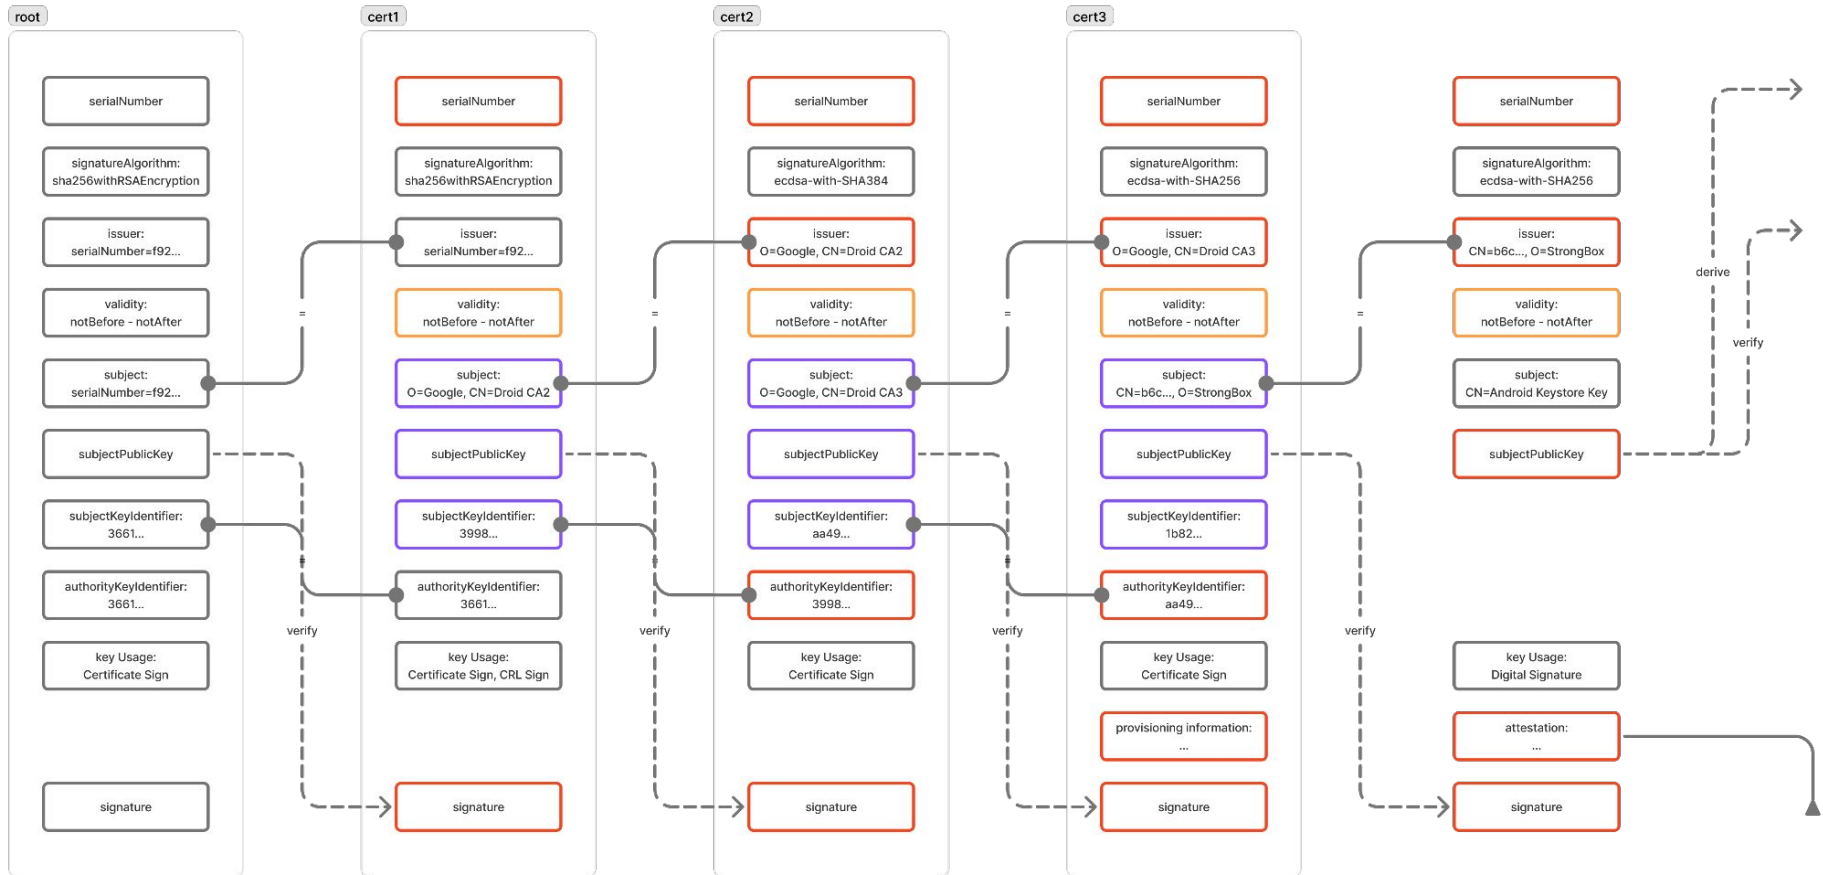 root
serialNumber
signatureAlgorithm:
sha256withRSAEncryption
issuer:
serialNumber=f92...
validity:
notBefore - notAfter
subject:
serialNumber=f92...
subjectPublicKey
subjectKeyIdentifier:
3661...
authorityKeyIdentifier:
3661...
key Usage:
Certificate Sign
signature
=
=
verify
cert1
serialNumber
signatureAlgorithm:
sha256withRSAEncryption
issuer:
serialNumber=f92...
validity:
notBefore - notAfter
subject:
O=Google, CN=Droid CA2
subjectPublicKey
subjectKeyIdentifier:
3998...
authorityKeyIdentifier:
3661...
key Usage:
Certificate Sign, CRL Sign
signature
=
=
verify
cert2
serialNumber
signatureAlgorithm:
ecdsa-with-SHA384
issuer:
O=Google, CN=Droid CA2
validity:
notBefore - notAfter
subject:
O=Google, CN=Droid CA3
subjectPublicKey
subjectKeyIdentifier:
aa49...
authorityKeyIdentifier:
3998...
key Usage:
Certificate Sign
signature
=
=
verify
cert3
serialNumber
signatureAlgorithm:
ecdsa-with-SHA256
issuer:
O=Google, CN=Droid CA3
validity:
notBefore - notAfter
subject:
CN=b6c..., O=StrongBox
subjectPublicKey
subjectKeyIdentifier:
1b82...
authorityKeyIdentifier:
aa49...
key Usage:
Certificate Sign
provisioning information:
...
signature
=
verify
serialNumber
signatureAlgorithm:
ecdsa-with-SHA256
issuer:
CN=b6c..., O=StrongBox
validity:
notBefore - notAfter
subject:
CN=Android Keystore Key
subjectPublicKey
key Usage:
Digital Signature
attestation:
...
signature
derive
verify